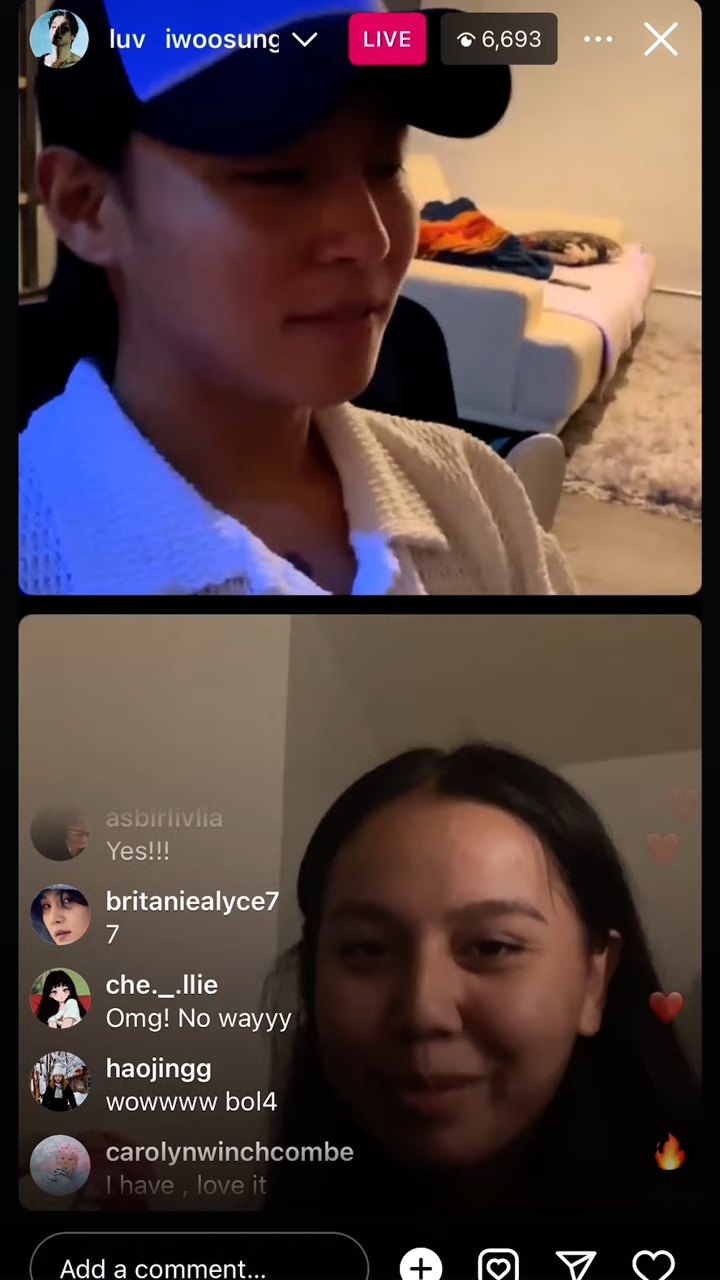 luv iwoosung
LIVE
6,693
asbirlivlia
Yes!!!
britaniealyce7
7
che._.llie
Omg! No wayyy
haojingg
wowwww bol4
carolynwinchcombe
I have , love it
Add a comment...